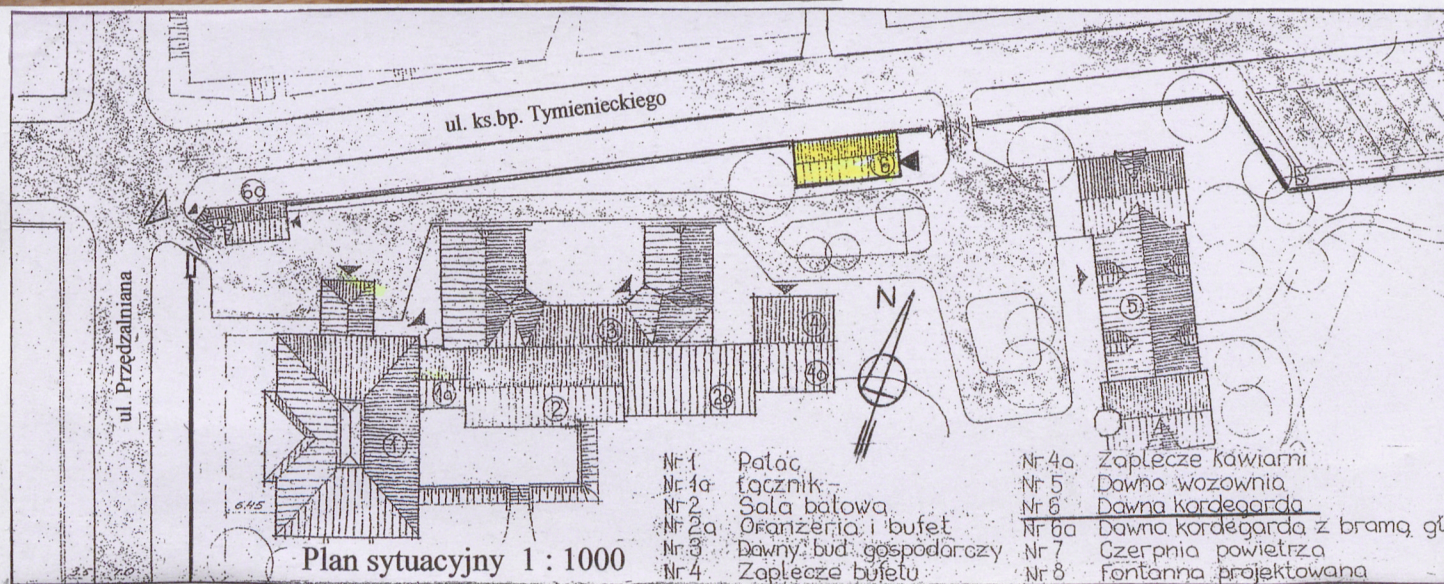 ul. ks.bp. Tymienieckiego
6a
6
ul. Przędzalniana
N
3
4
5
1a
4a
2
2a
1
6.45
Nr 1 Pałac
Nr 1a Łącznik
Nr 2 Sala balowa
Nr 2a Oranżeria i bufet
Nr 3 Dawny bud. gospodarczy
Nr 4 Zaplecze bufetu
Nr 4a Zaplecze kawiarni
Nr 5 Dawna wozownia
Nr 6 Dawna kordegarda
Nr 6a Dawna kordegarda z bramą gł
Nr 7 Czerpnia powietrza
Nr 8 Fontanna projektowana
Plan sytuacyjny 1 : 1000